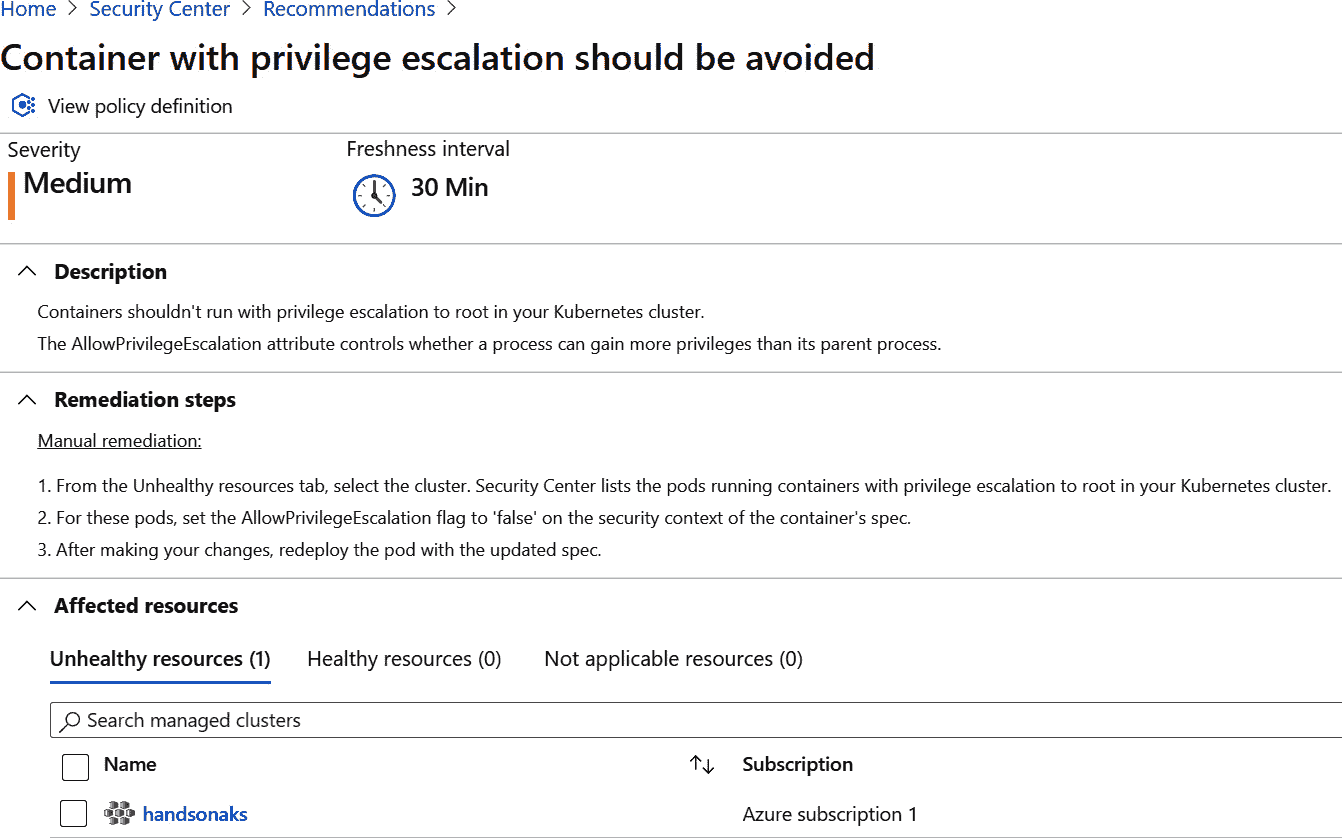 Home > Security Center > Recommendations >
Container with privilege escalation should be avoided
View policy definition
Severity
Medium
Freshness interval
30 Min
Description
Containers shouldn't run with privilege escalation to root in your Kubernetes cluster.
The AllowPrivilegeEscalation attribute controls whether a process can gain more privileges than its parent process.
Remediation steps
Manual remediation:
1. From the Unhealthy resources tab, select the cluster. Security Center lists the pods running containers with privilege escalation to root in your Kubernetes cluster.
2. For these pods, set the AllowPrivilegeEscalation flag to 'false' on the security context of the container's spec.
3. After making your changes, redeploy the pod with the updated spec.
Affected resources
Unhealthy resources (1) Healthy resources (0) Not applicable resources (0)
Search managed clusters
Name ↑↓ Subscription
handsonaks Azure subscription 1